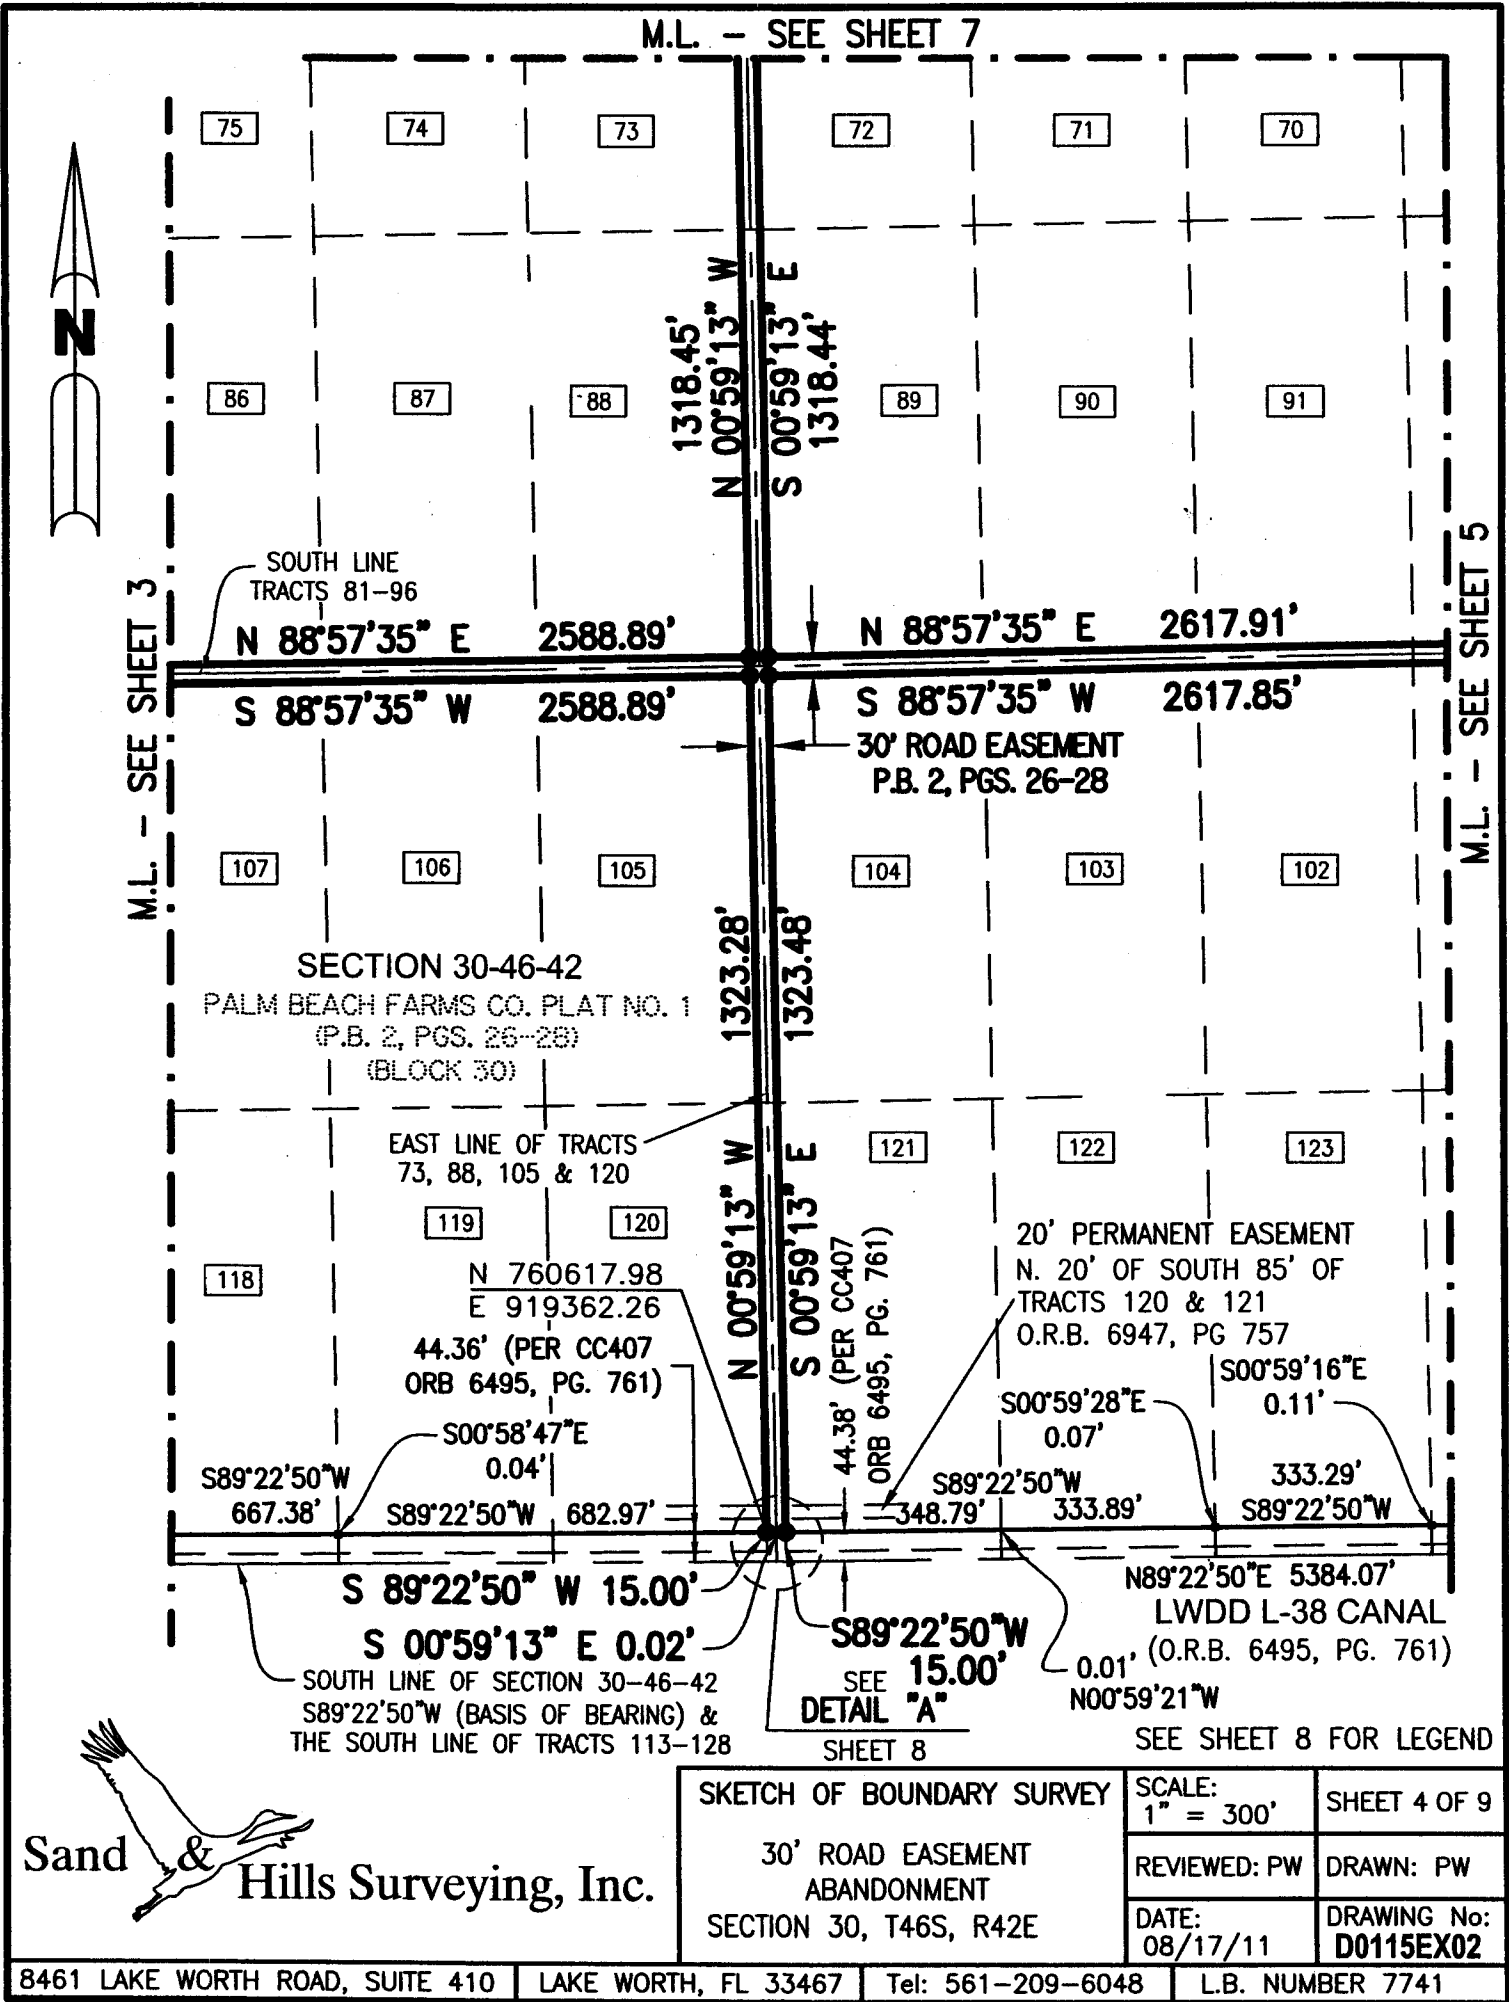 M.L. - SEE SHEET 7
75
74
73
72
71
70
N
1318.45'
N 00°59'13" W
S 00°59'13" E
1318.44'
86
87
88
89
90
91
SOUTH LINE
TRACTS 81-96
M.L. - SEE SHEET 3
M.L. - SEE SHEET 5
N 88°57'35" E 2588.89'
N 88°57'35" E 2617.91'
S 88°57'35" W 2588.89'
S 88°57'35" W 2617.85'
30' ROAD EASEMENT
P.B. 2, PGS. 26-28
107
106
105
104
103
102
1323.28'
1323.48'
SECTION 30-46-42
PALM BEACH FARMS CO. PLAT NO. 1
(P.B. 2, PGS. 26-28)
(BLOCK 30)
EAST LINE OF TRACTS
73, 88, 105 & 120
121
122
123
N 00°59'13" W
S 00°59'13" E
119
120
118
N 760617.98
E 919362.26
44.36' (PER CC407
ORB 6495, PG. 761)
44.38' (PER CC407
ORB 6495, PG. 761)
20' PERMANENT EASEMENT
N. 20' OF SOUTH 85' OF
TRACTS 120 & 121
O.R.B. 6947, PG 757
S00°59'16"E
0.11'
S00°59'28"E
0.07'
S00°58'47"E
0.04'
S89°22'50"W
667.38'
S89°22'50"W 682.97'
S89°22'50"W
348.79'
333.89'
333.29'
S89°22'50"W
S 89°22'50" W 15.00'
S 00°59'13" E 0.02'
S89°22'50"W
15.00'
SEE
DETAIL "A"
SHEET 8
N89°22'50"E 5384.07'
LWDD L-38 CANAL
(O.R.B. 6495, PG. 761)
0.01'
N00°59'21"W
SOUTH LINE OF SECTION 30-46-42
S89°22'50"W (BASIS OF BEARING) &
THE SOUTH LINE OF TRACTS 113-128
SEE SHEET 8 FOR LEGEND
Sand &
Hills Surveying, Inc.
SKETCH OF BOUNDARY SURVEY
30' ROAD EASEMENT
ABANDONMENT
SECTION 30, T46S, R42E
SCALE:
1" = 300'
SHEET 4 OF 9
REVIEWED: PW
DRAWN: PW
DATE:
08/17/11
DRAWING No:
D0115EX02
8461 LAKE WORTH ROAD, SUITE 410
LAKE WORTH, FL 33467
Tel: 561-209-6048
L.B. NUMBER 7741